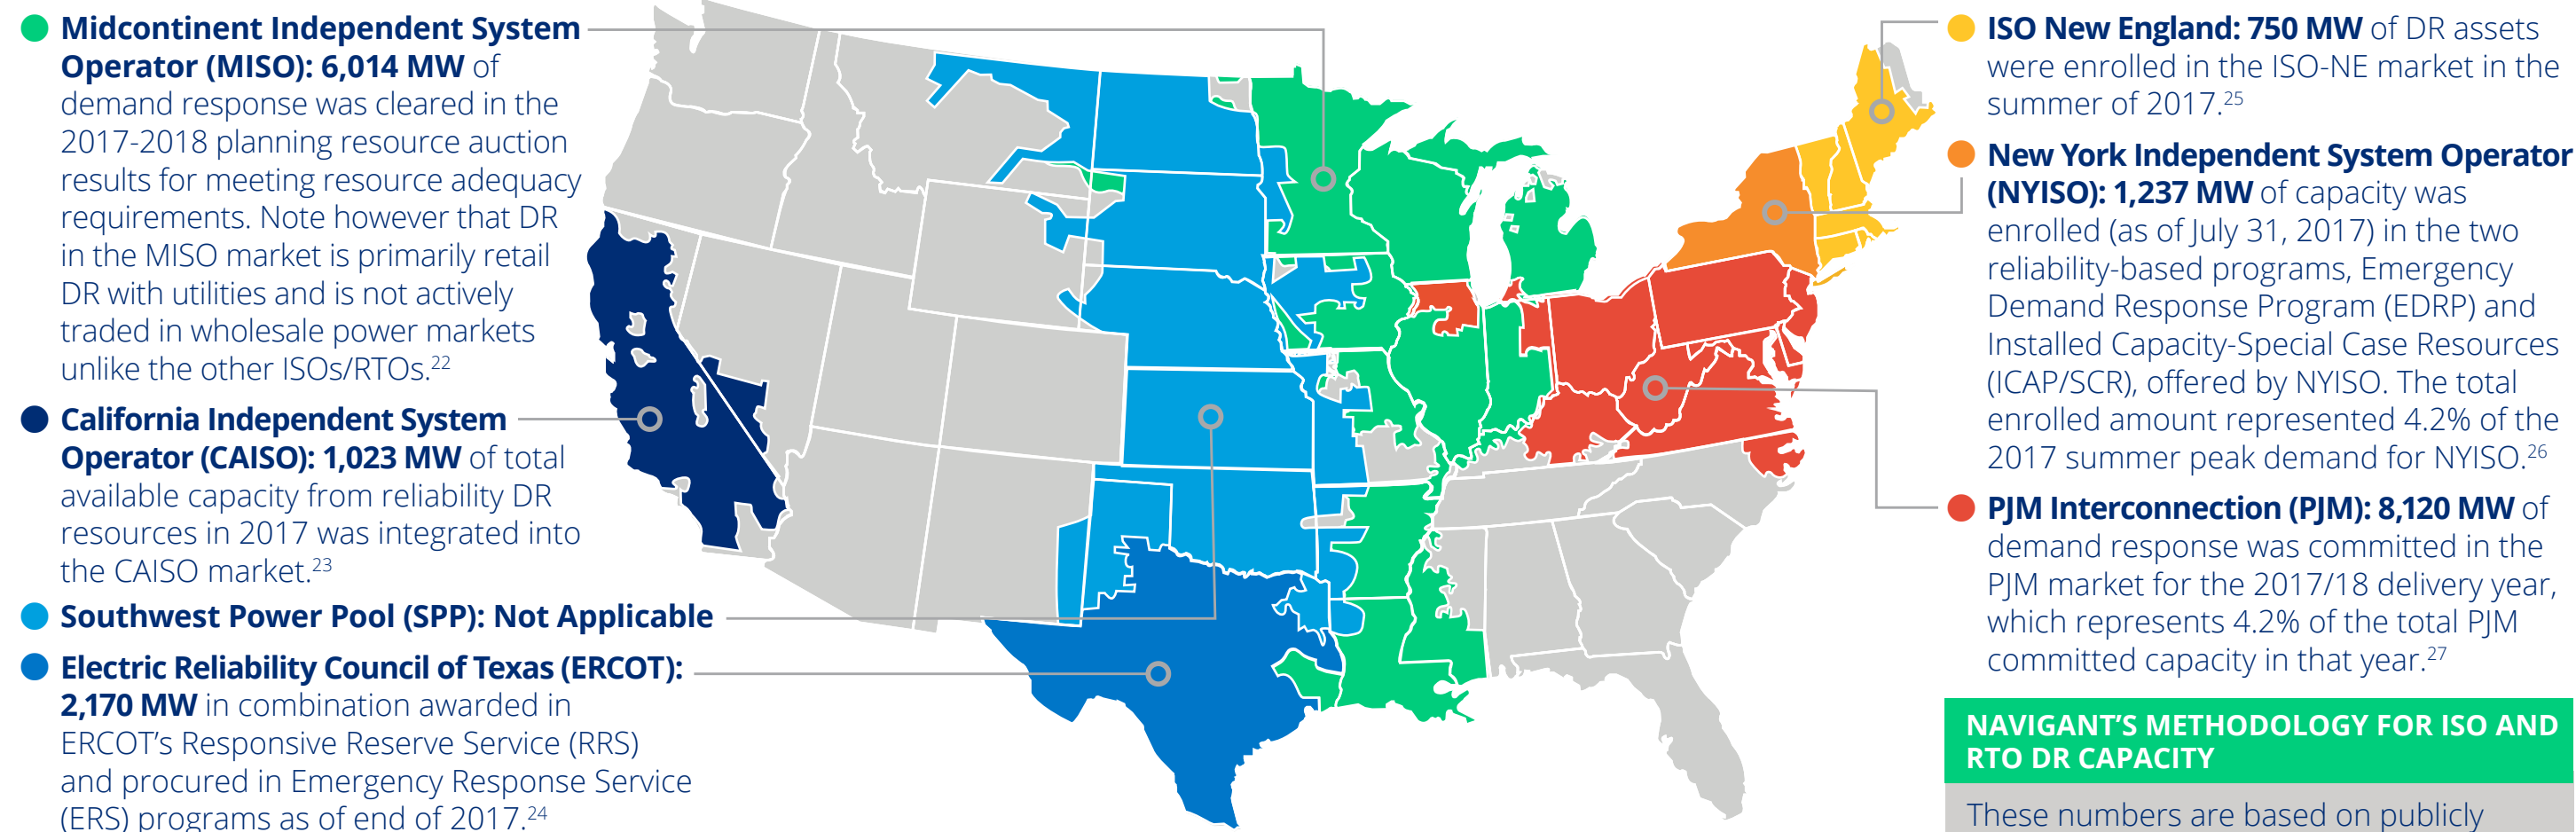 Midcontinent Independent System
Operator (MISO): 6,014 MW of
demand response was cleared in the
2017-2018 planning resource auction
results for meeting resource adequacy
requirements. Note however that DR
in the MISO market is primarily retail
DR with utilities and is not actively
traded in wholesale power markets
unlike the other ISOs/RTOs.22
California Independent System
Operator (CAISO): 1,023 MW of total
available capacity from reliability DR
resources in 2017 was integrated into
the CAISO market.23
Southwest Power Pool (SPP): Not Applicable
Electric Reliability Council of Texas (ERCOT):
2,170 MW in combination awarded in
ERCOT’s Responsive Reserve Service (RRS)
and procured in Emergency Response Service
(ERS) programs as of end of 2017.24
ISO New England: 750 MW of DR assets
were enrolled in the ISO-NE market in the
summer of 2017.25
New York Independent System Operator
(NYISO): 1,237 MW of capacity was
enrolled (as of July 31, 2017) in the two
reliability-based programs, Emergency
Demand Response Program (EDRP) and
Installed Capacity-Special Case Resources
(ICAP/SCR), offered by NYISO. The total
enrolled amount represented 4.2% of the
2017 summer peak demand for NYISO.26
PJM Interconnection (PJM): 8,120 MW of
demand response was committed in the
PJM market for the 2017/18 delivery year,
which represents 4.2% of the total PJM
committed capacity in that year.27
NAVIGANT’S METHODOLOGY FOR ISO AND
RTO DR CAPACITY
These numbers are based on publicly